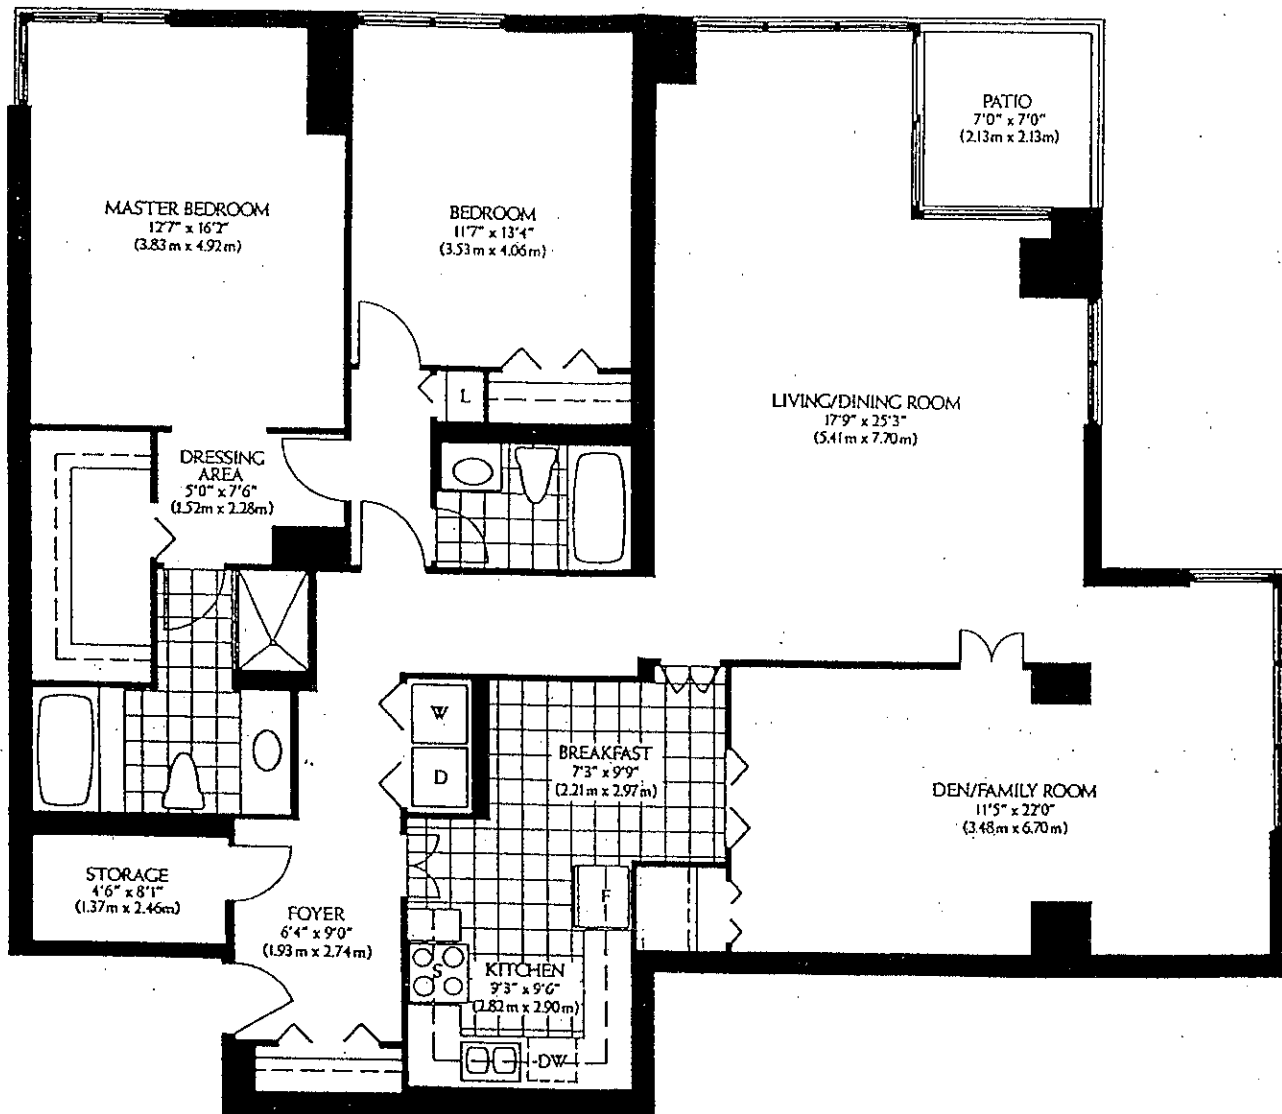 PATIO
7'0" x 7'0"
(2.13m x 2.13m)
MASTER BEDROOM
12'7" x 16'2"
(3.83m x 4.92m)
BEDROOM
11'7" x 13'4"
(3.53m x 4.06m)
L
LIVING/DINING ROOM
17'9" x 25'3"
(5.41m x 7.70m)
DRESSING
AREA
5'0" x 7'6"
(1.52m x 2.28m)
W
D
BREAKFAST
7'3" x 9'9"
(2.21m x 2.97m)
DEN/FAMILY ROOM
11'5" x 22'0"
(3.48m x 6.70m)
STORAGE
4'6" x 8'1"
(1.37m x 2.46m)
FOYER
6'4" x 9'0"
(1.93m x 2.74m)
F
S
KITCHEN
9'3" x 9'6"
(2.82m x 2.90m)
DW